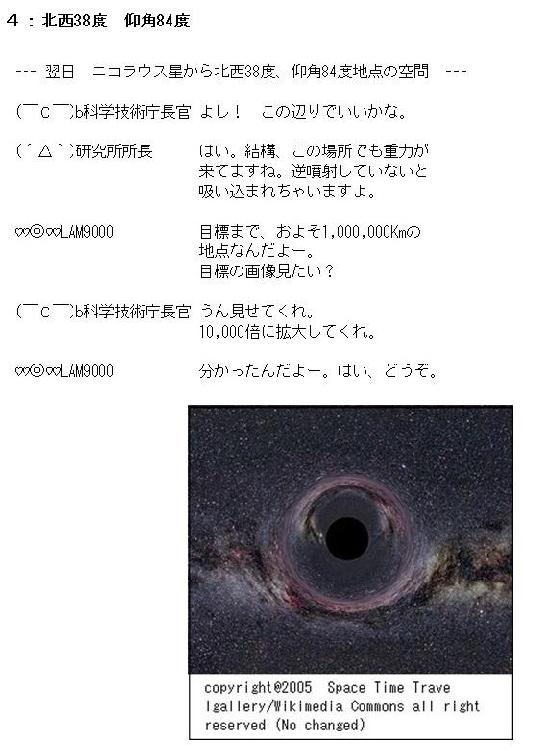 ４：北西38度　仰角84度
--- 翌日　ニコラウス星から北西38度、仰角84度地点の空間　---
(￣ｃ￣)b科学技術庁長官 よし！　この辺りでいいかな。
(´△｀)研究所所長 はい。結構、この場所でも重力が
来てますね。逆噴射していないと
吸い込まれちゃいますよ。
∞◎∞LAM9000 目標まで、およそ1,000,000Kmの
地点なんだよー。
目標の画像見たい？
(￣ｃ￣)b科学技術庁長官 うん見せてくれ。
10,000倍に拡大してくれ。
∞◎∞LAM9000 分かったんだよー。はい、どうぞ。
copyright@2005 Space Time Trave
lgallery/Wikimedia Commons all right
reserved (No changed)